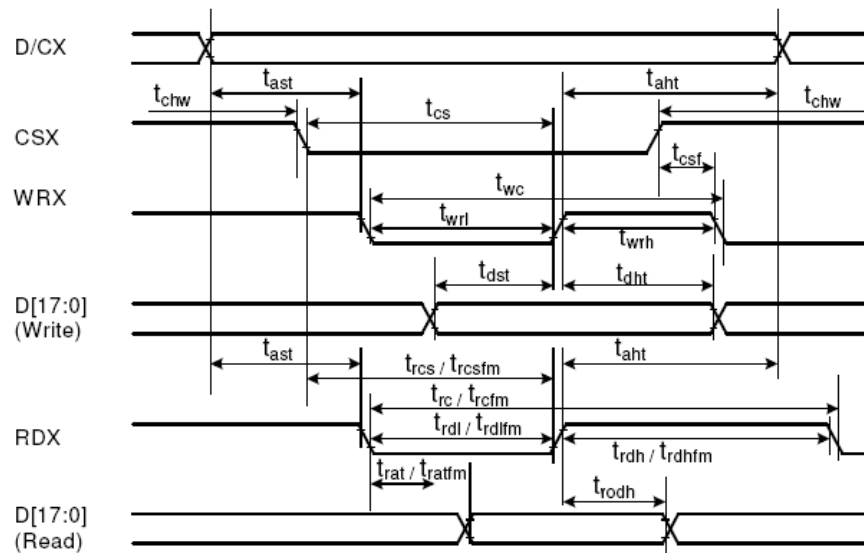 D/CX
t_ast
t_aht
t_chw
t_cs
t_chw
CSX
t_csf
WRX
t_wc
t_wrl
t_wrh
t_dst
t_dht
D[17:0]
(Write)
t_ast
t_rcs / t_rcsfm
t_aht
t_rc / t_rcfm
RDX
t_rdl / t_rdlfm
t_rdh / t_rdhfm
t_rat / t_ratfm
t_rodh
D[17:0]
(Read)